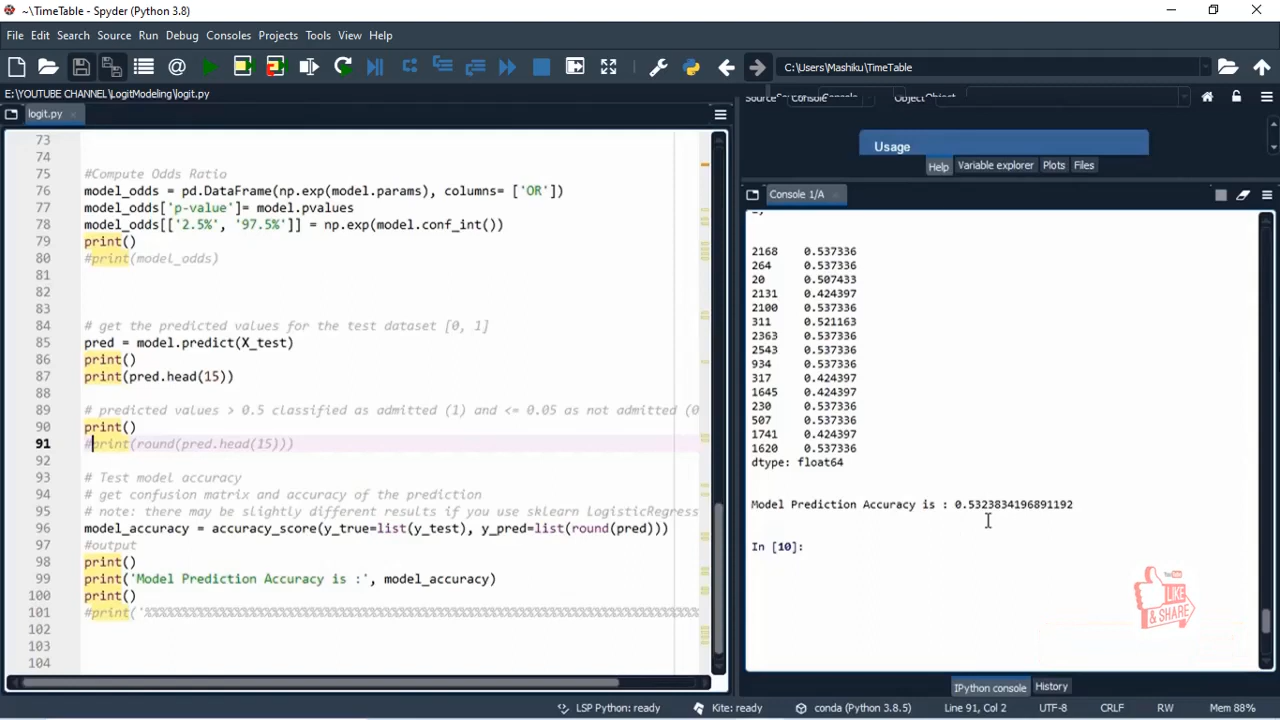 ~\TimeTable - Spyder (Python 3.8)
File Edit Search Source Run Debug Consoles Projects Tools View Help
C:\Users\Mashiku\TimeTable
E:\YOUTUBE CHANNEL\LogitModeling\logit.py
logit.py
73
74
75 #Compute Odds Ratio
76 model_odds = pd.DataFrame(np.exp(model.params), columns= ['OR'])
77 model_odds['p-value']= model.pvalues
78 model_odds[['2.5%', '97.5%']] = np.exp(model.conf_int())
79 print()
80 #print(model_odds)
81
82
83
84 # get the predicted values for the test dataset [0, 1]
85 pred = model.predict(X_test)
86 print()
87 print(pred.head(15))
88
89 # predicted values > 0.5 classified as admitted (1) and <= 0.05 as not admitted (0
90 print()
91 #print(round(pred.head(15)))
92
93 # Test model accuracy
94 # get confusion matrix and accuracy of the prediction
95 # note: there may be slightly different results if you use sklearn LogisticRegress
96 model_accuracy = accuracy_score(y_true=list(y_test), y_pred=list(round(pred)))
97 #output
98 print()
99 print('Model Prediction Accuracy is :', model_accuracy)
100 print()
101 #print('%%%%%%%%%%%%%%%%%%%%%%%%%%%%%%%%%%%%%%%%%%%%%%%%%%%%%%%%%%%%%%%%%%%%%%%%
102
103
104
Source Console Object
Usage
Help Variable explorer Plots Files
Console 1/A
2168 0.537336
264 0.537336
20 0.507433
2131 0.424397
2100 0.537336
311 0.521163
2363 0.537336
2543 0.537336
934 0.537336
317 0.424397
1645 0.424397
230 0.537336
507 0.537336
1741 0.424397
1620 0.537336
dtype: float64
Model Prediction Accuracy is : 0.5323834196891192
In [10]:
LIKE
& SHARE
IPython console History
LSP Python: ready Kite: ready conda (Python 3.8.5) Line 91, Col 2 UTF-8 CRLF RW Mem 88%